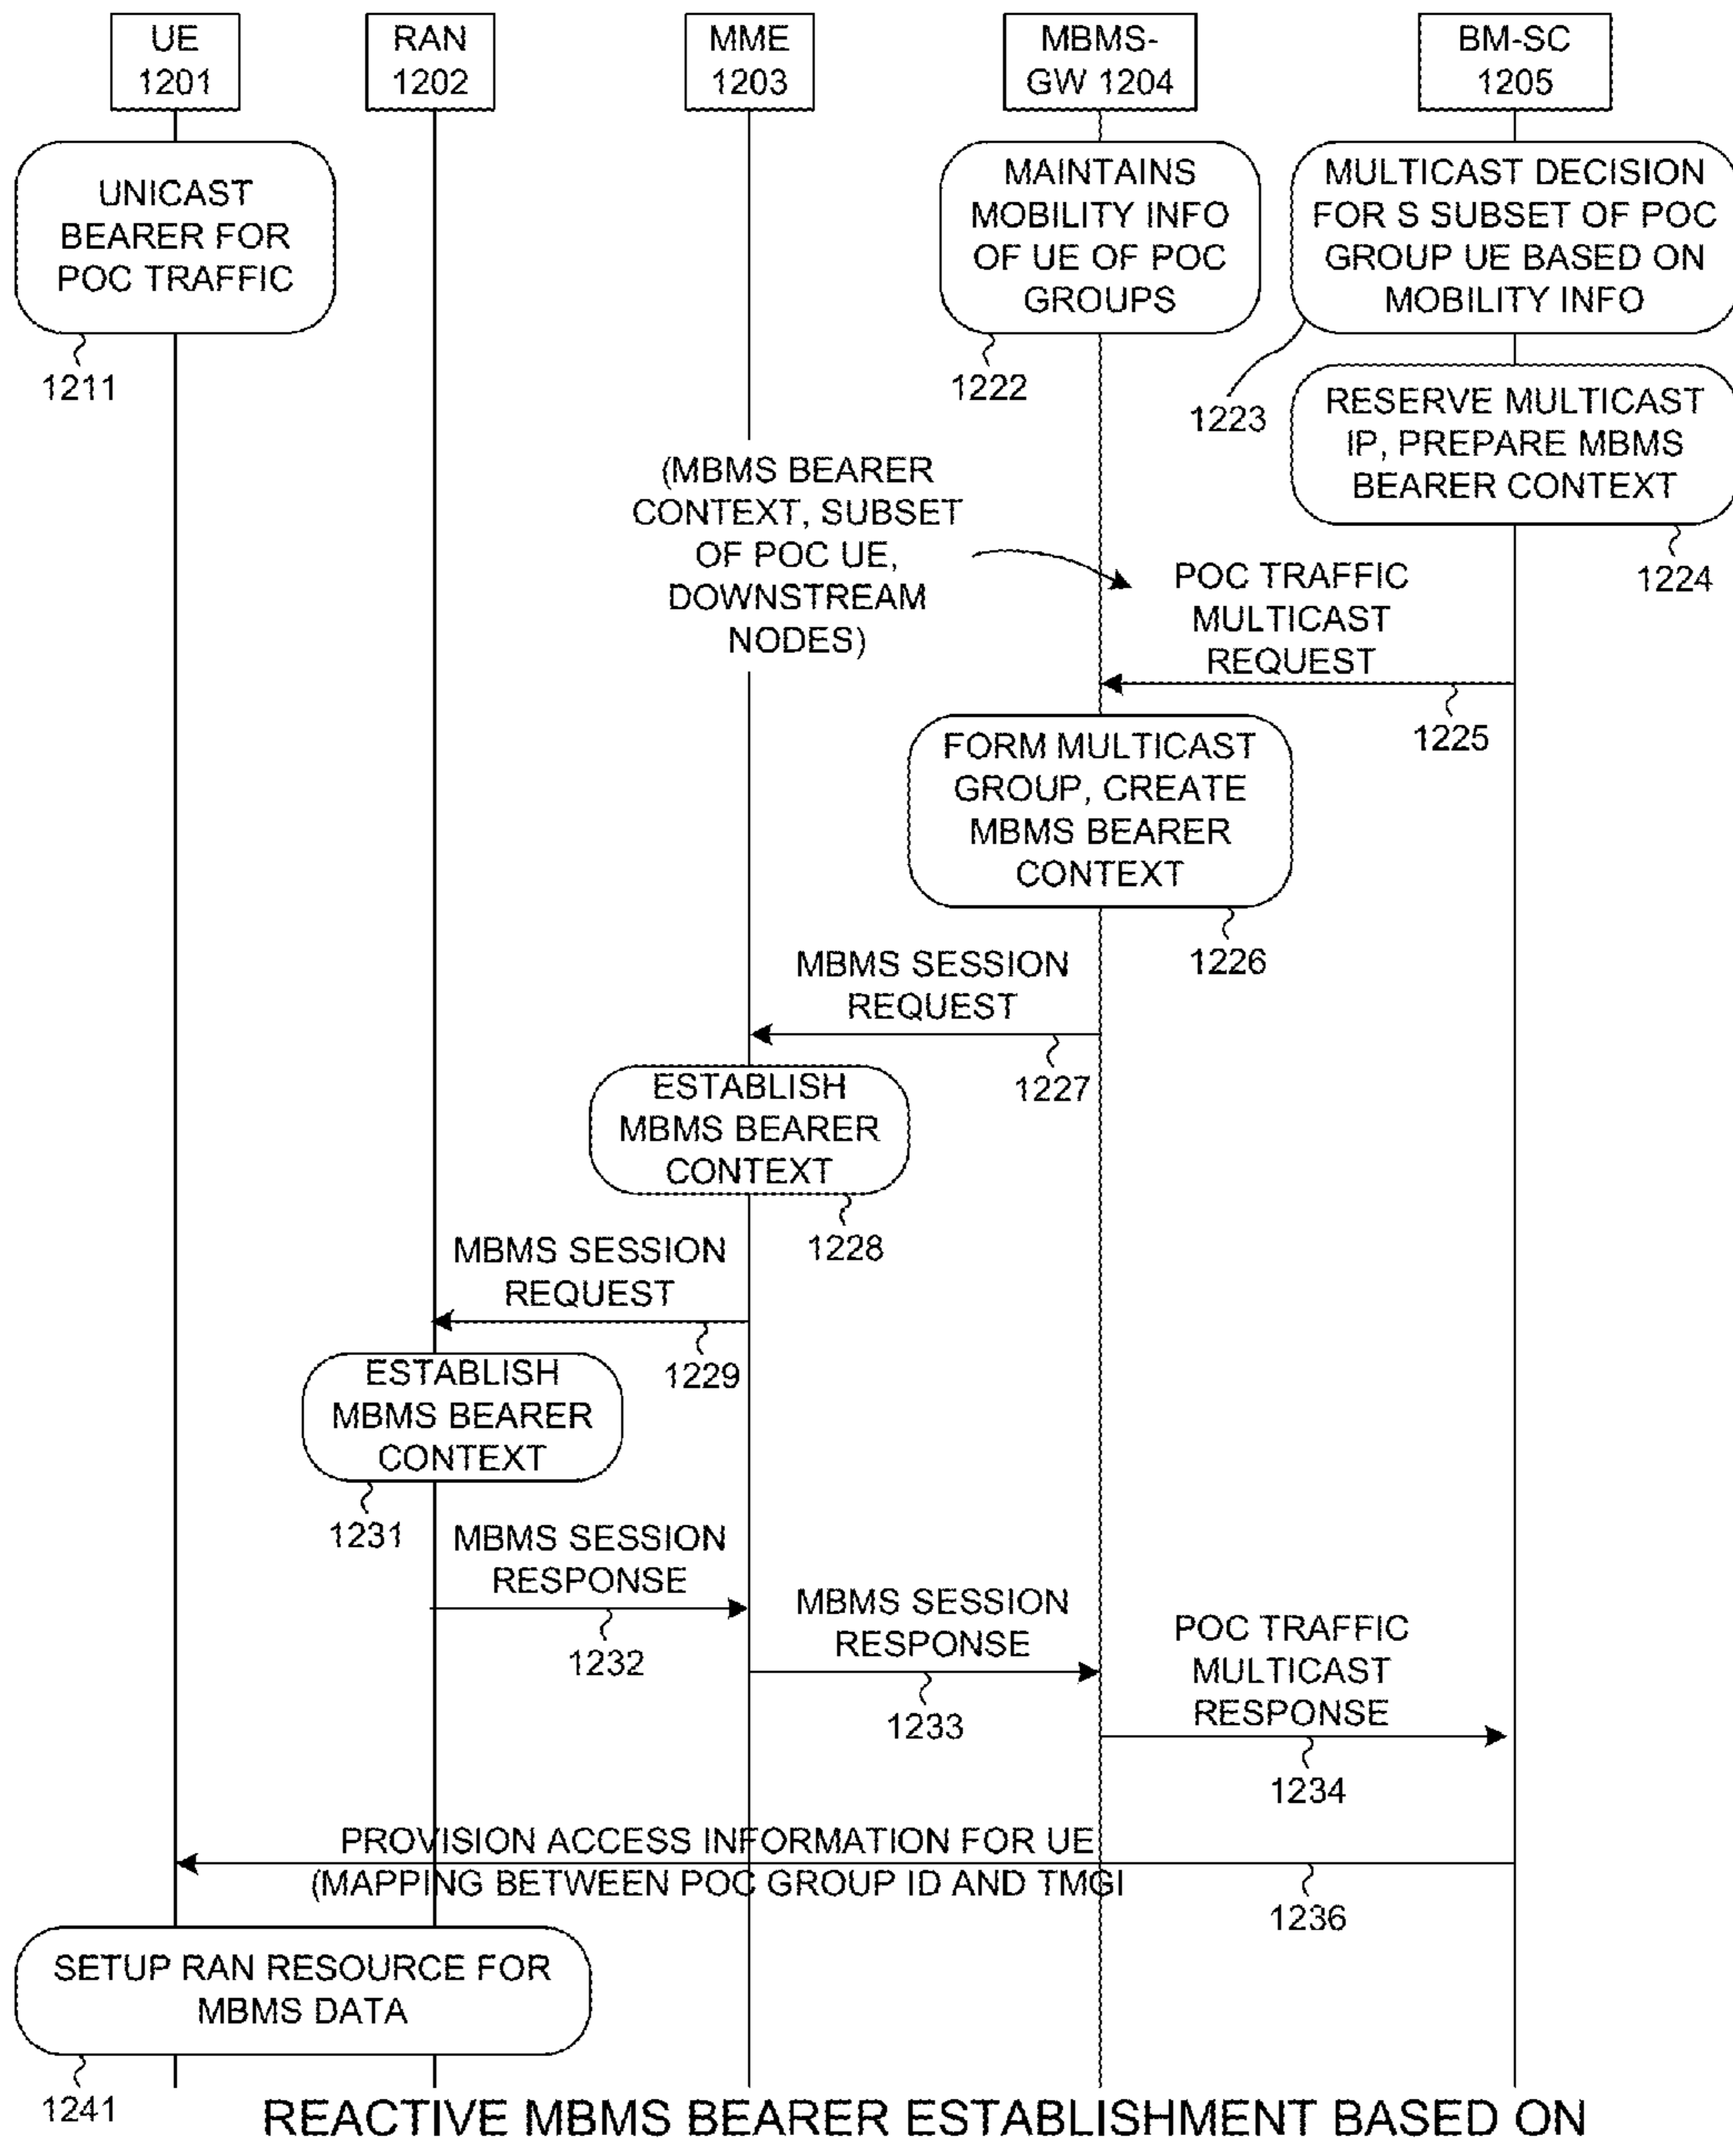 UE
1201
RAN
1202
MME
1203
MBMS-
GW 1204
BM-SC
1205
UNICAST
BEARER FOR
POC TRAFFIC
1211
MAINTAINS
MOBILITY INFO
OF UE OF POC
GROUPS
1222
MULTICAST DECISION
FOR S SUBSET OF POC
GROUP UE BASED ON
MOBILITY INFO
1223
RESERVE MULTICAST
IP, PREPARE MBMS
BEARER CONTEXT
1224
(MBMS BEARER
CONTEXT, SUBSET
OF POC UE,
DOWNSTREAM
NODES)
POC TRAFFIC
MULTICAST
REQUEST
1225
FORM MULTICAST
GROUP, CREATE
MBMS BEARER
CONTEXT
1226
MBMS SESSION
REQUEST
1227
ESTABLISH
MBMS BEARER
CONTEXT
1228
MBMS SESSION
REQUEST
1229
ESTABLISH
MBMS BEARER
CONTEXT
1231
MBMS SESSION
RESPONSE
1232
MBMS SESSION
RESPONSE
1233
POC TRAFFIC
MULTICAST
RESPONSE
1234
PROVISION ACCESS INFORMATION FOR UE
(MAPPING BETWEEN POC GROUP ID AND TMGI
1236
SETUP RAN RESOURCE FOR
MBMS DATA
1241
REACTIVE MBMS BEARER ESTABLISHMENT BASED ON